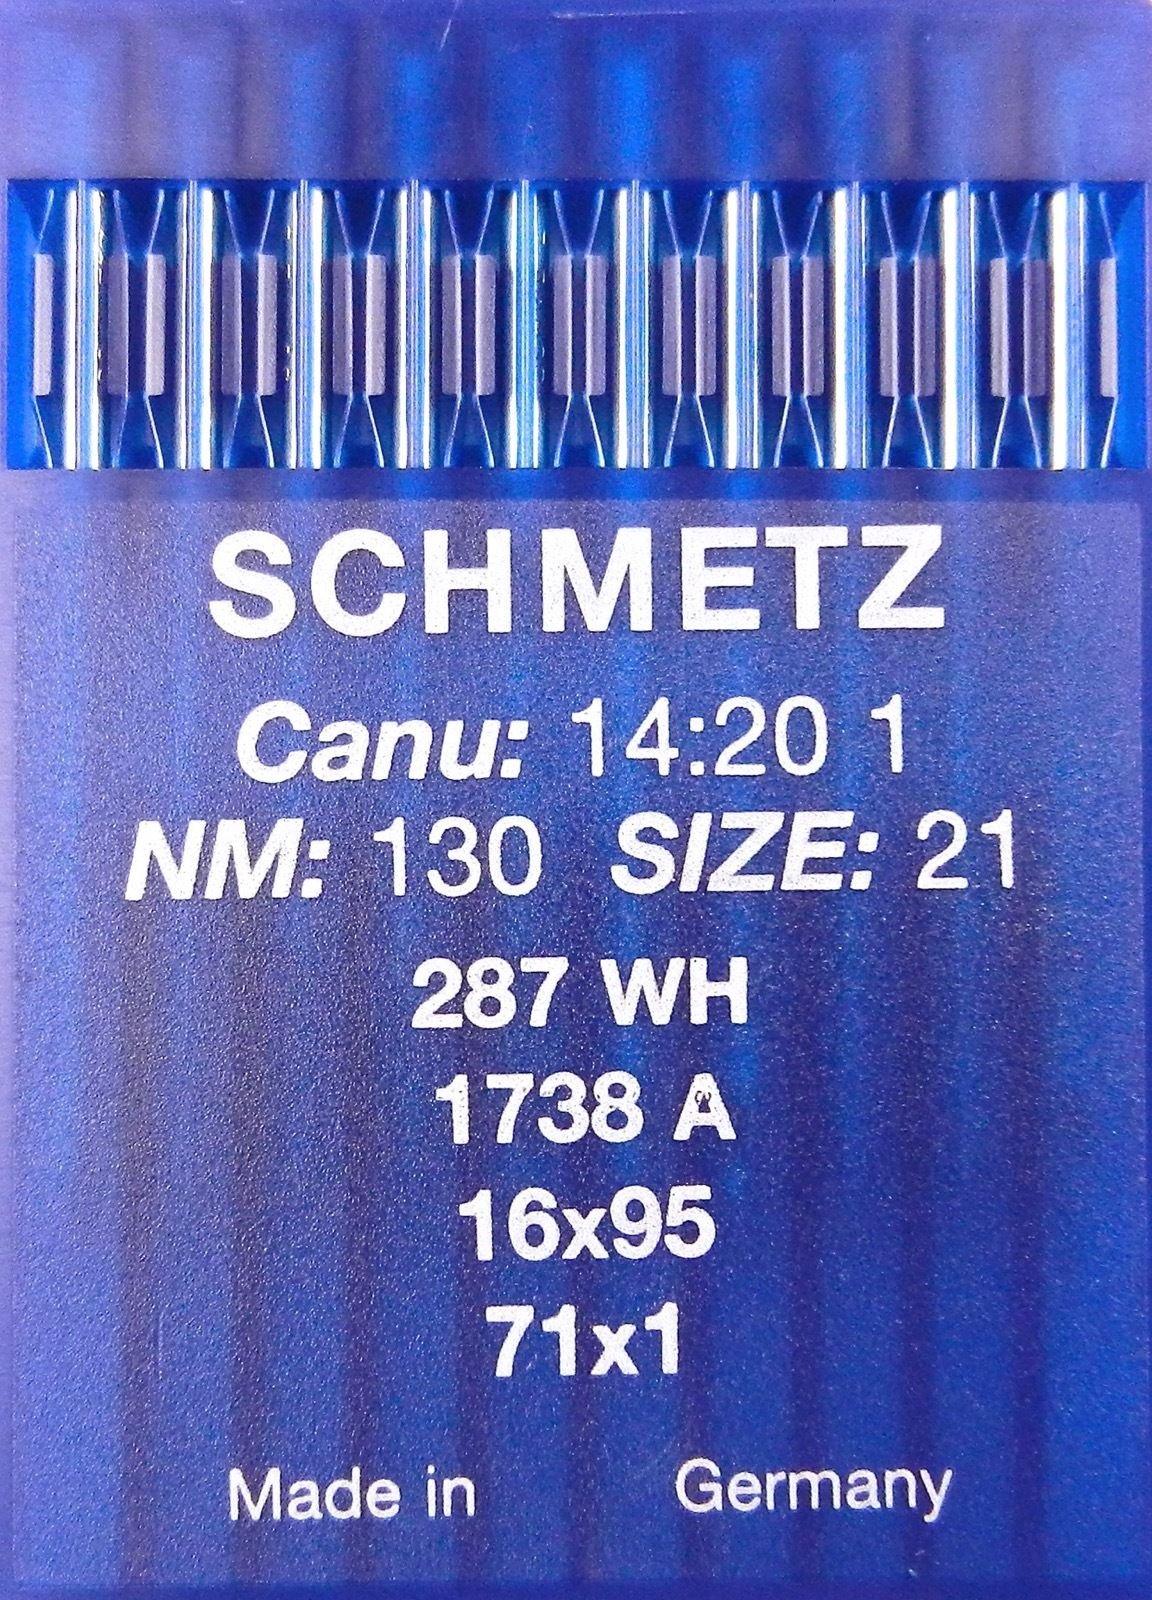 SCHMETZ
Canu: 14:20 1
NM: 130 SIZE: 21
287 WH
1738 A
16x95
71x1
Made in Germany